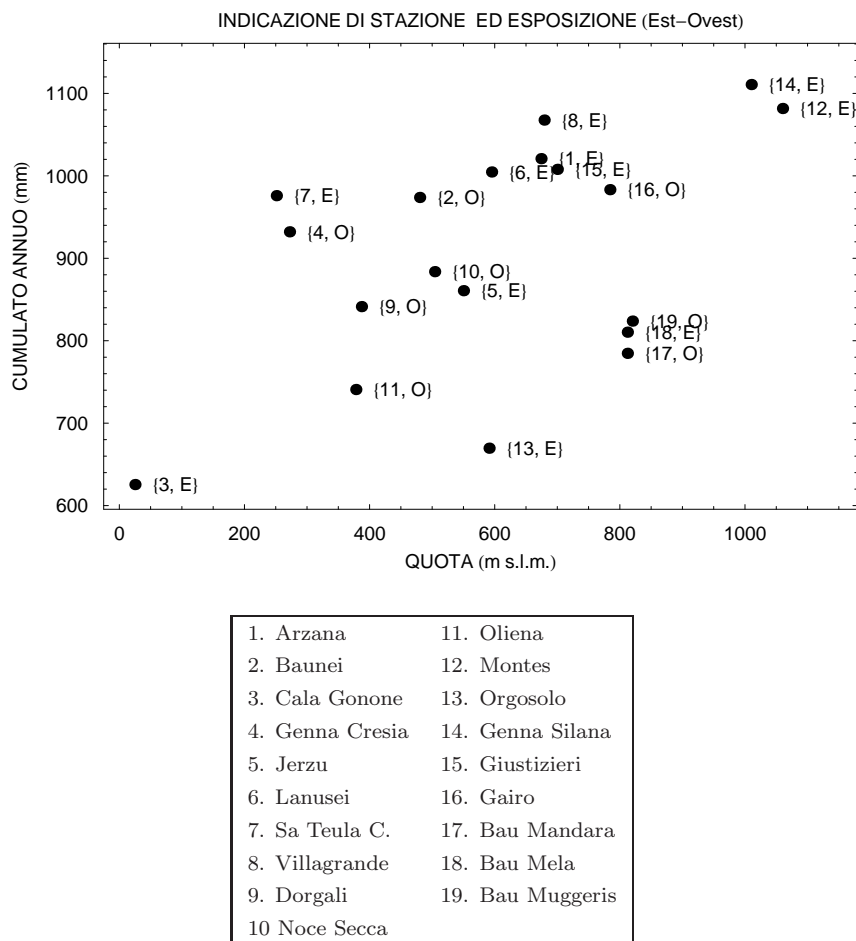 INDICAZIONE DI STAZIONE ED ESPOSIZIONE (Est−Ovest)
CUMULATO ANNUO (mm)
1100
1000
900
800
700
600
{14, E}
{12, E}
{8, E}
{1, E}
{15, E}
{6, E}
{16, O}
{7, E}
{2, O}
{4, O}
{10, O}
{5, E}
{9, O}
{19, O}
{18, E}
{17, O}
{11, O}
{13, E}
{3, E}
0 200 400 600 800 1000
QUOTA (m s.l.m.)
1. Arzana 11. Oliena
2. Baunei 12. Montes
3. Cala Gonone 13. Orgosolo
4. Genna Cresia 14. Genna Silana
5. Jerzu 15. Giustizieri
6. Lanusei 16. Gairo
7. Sa Teula C. 17. Bau Mandara
8. Villagrande 18. Bau Mela
9. Dorgali 19. Bau Muggeris
10 Noce Secca